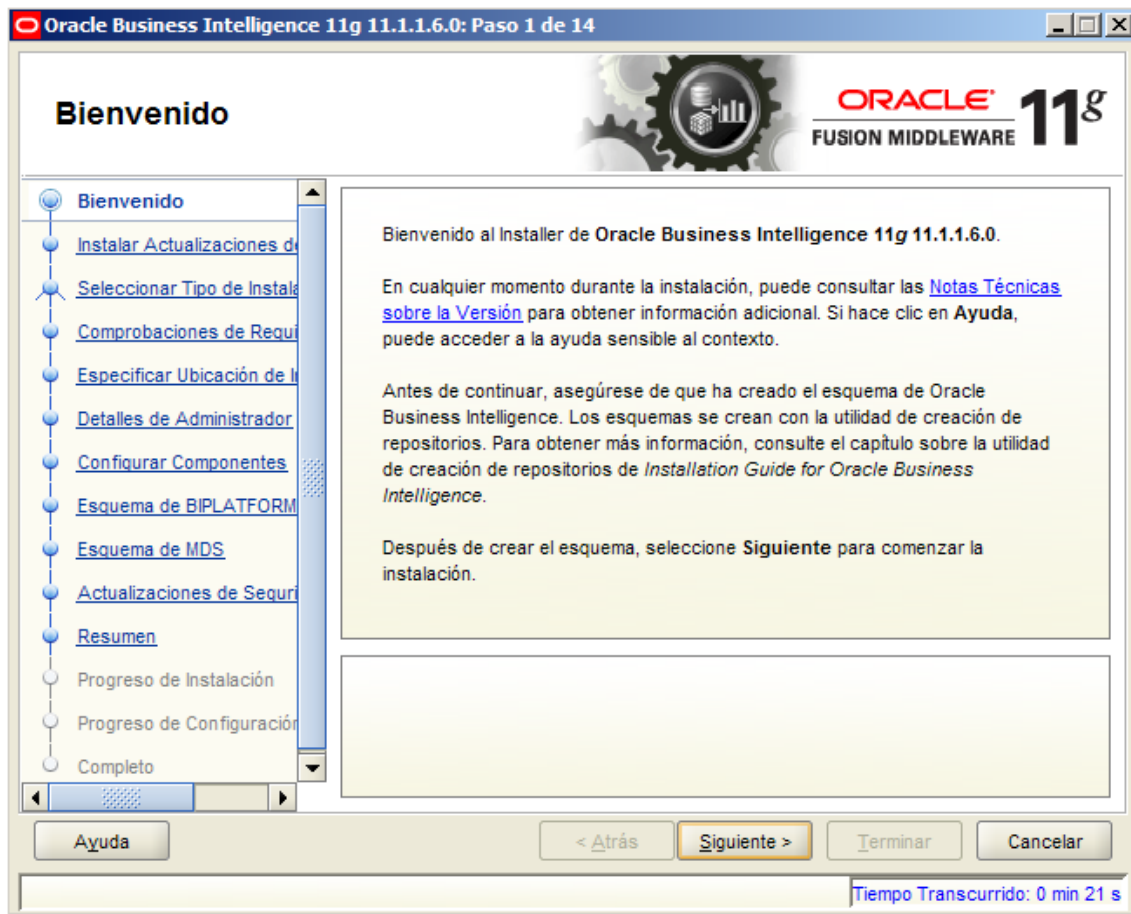 Oracle Business Intelligence 11g 11.1.1.6.0: Paso 1 de 14
Bienvenido
ORACLE
FUSION MIDDLEWARE
11g
Bienvenido
Instalar Actualizaciones de
Seleccionar Tipo de Instala
Comprobaciones de Requi
Especificar Ubicación de I
Detalles de Administrador
Configurar Componentes
Esquema de BIPLATFORM
Esquema de MDS
Actualizaciones de Seguri
Resumen
Progreso de Instalación
Progreso de Configuración
Completo
Bienvenido al Installer de Oracle Business Intelligence 11g 11.1.1.6.0.
En cualquier momento durante la instalación, puede consultar las Notas Técnicas
sobre la Versión para obtener información adicional. Si hace clic en Ayuda,
puede acceder a la ayuda sensible al contexto.
Antes de continuar, asegúrese de que ha creado el esquema de Oracle
Business Intelligence. Los esquemas se crean con la utilidad de creación de
repositorios. Para obtener más información, consulte el capítulo sobre la utilidad
de creación de repositorios de Installation Guide for Oracle Business
Intelligence.
Después de crear el esquema, seleccione Siguiente para comenzar la
instalación.
Ayuda
< Atrás
Siguiente >
Terminar
Cancelar
Tiempo Transcurrido: 0 min 21 s